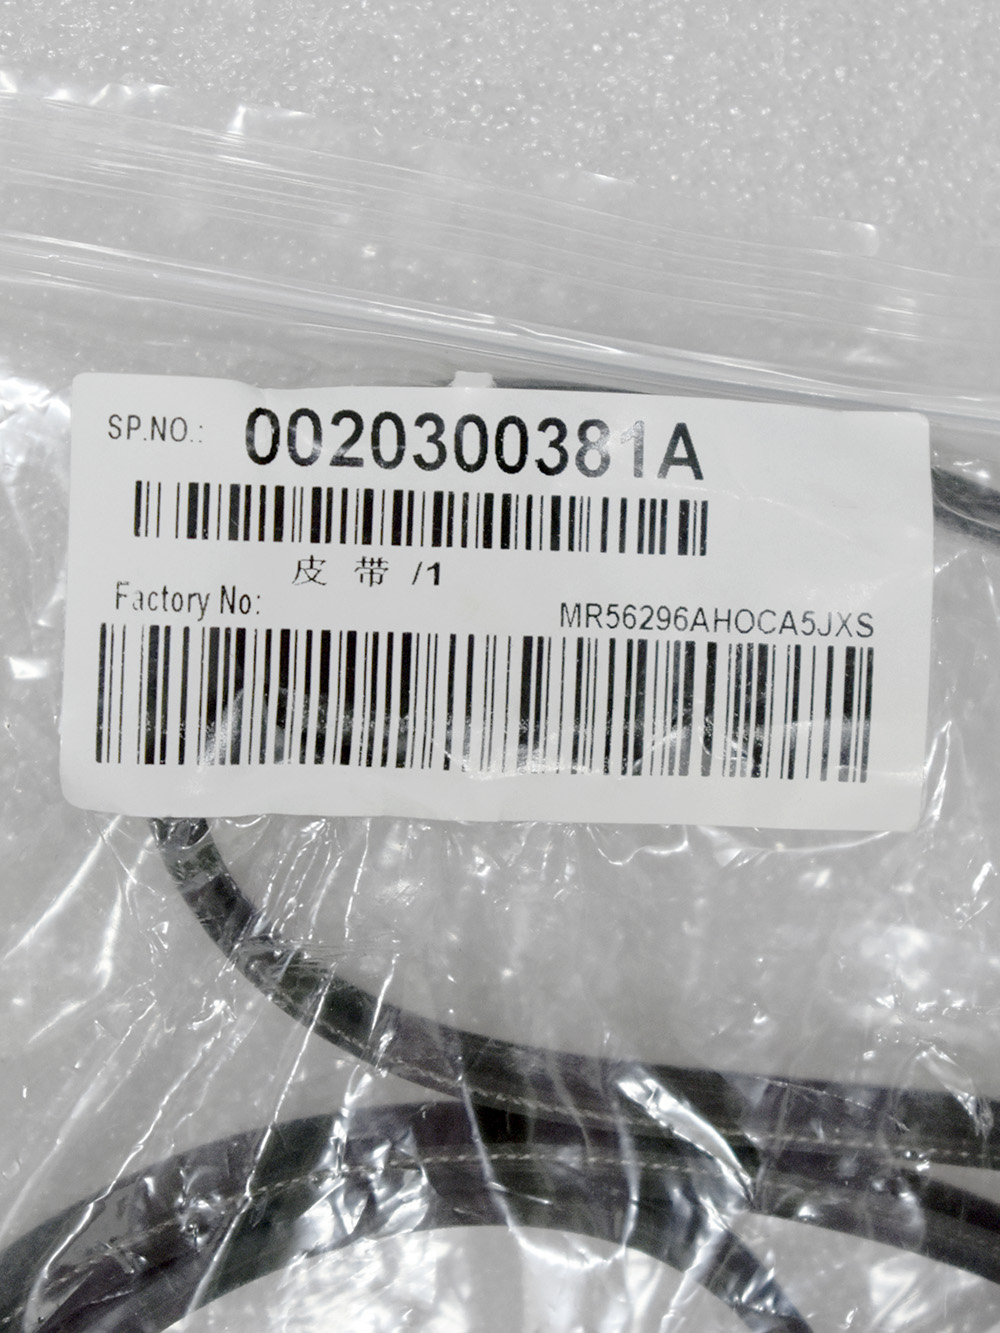 SP.NO.: 0020300381A
皮 带 /1
Factory No: MR56296AHOCA5JXS